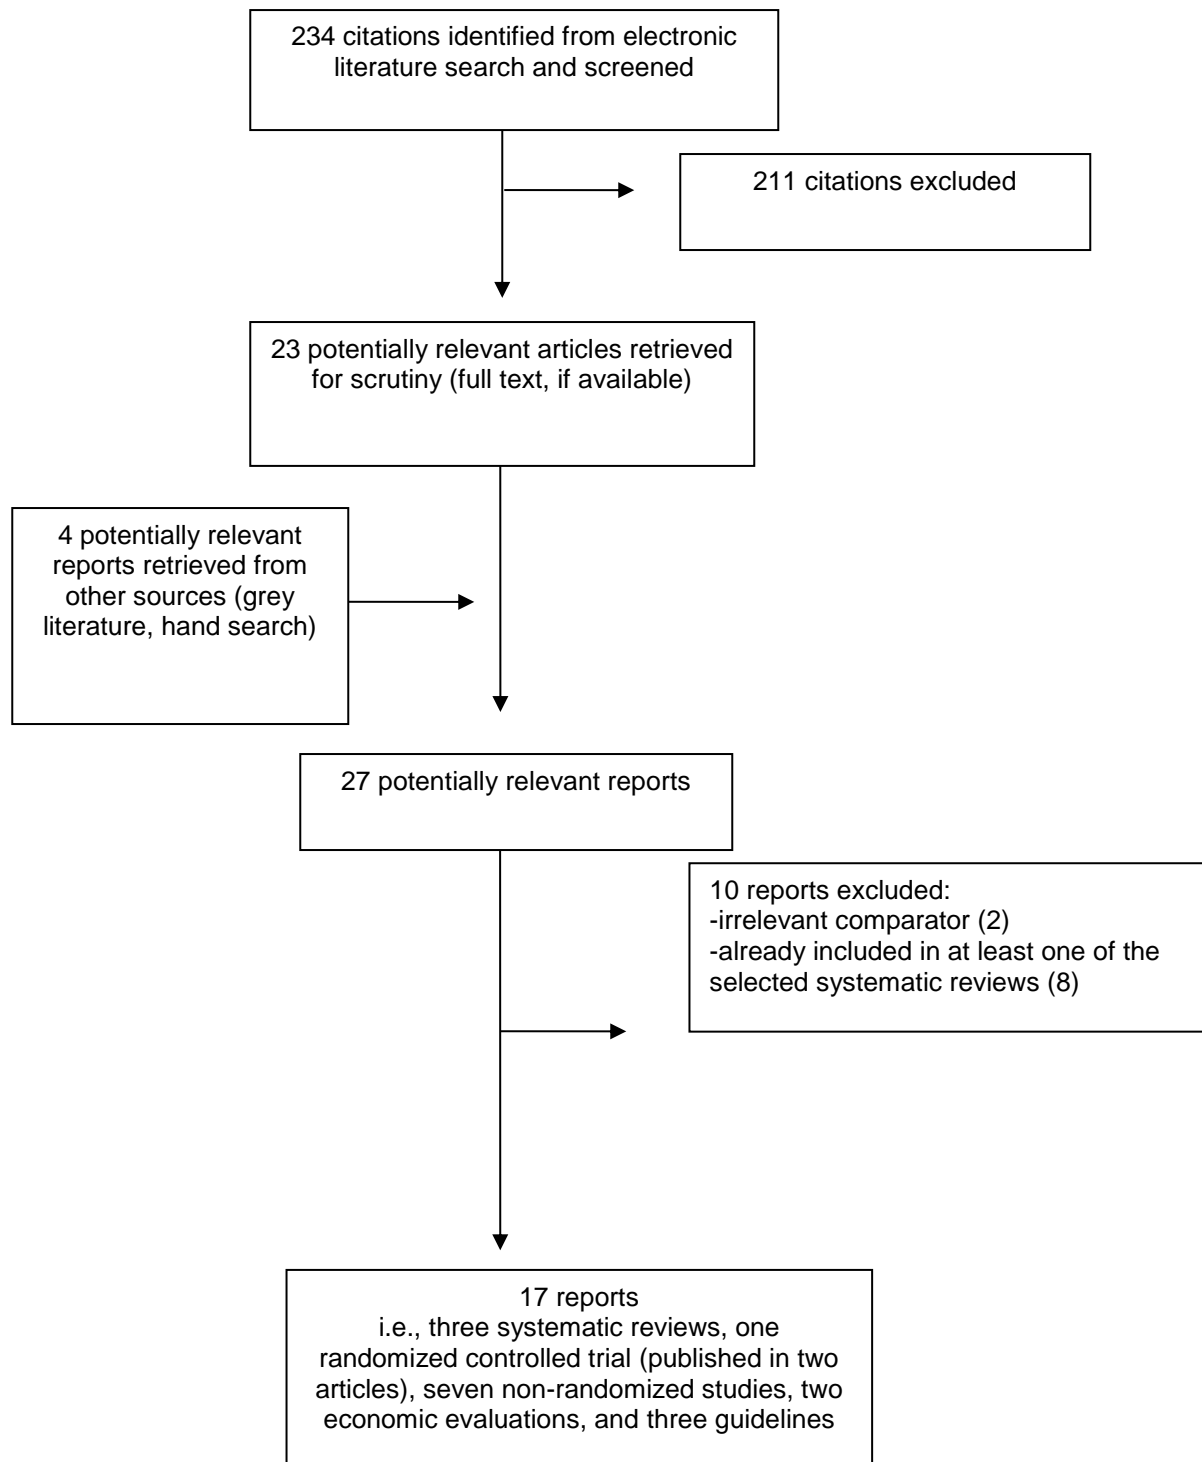 234 citations identified from electronic
literature search and screened
211 citations excluded
23 potentially relevant articles retrieved
for scrutiny (full text, if available)
4 potentially relevant
reports retrieved from
other sources (grey
literature, hand search)
27 potentially relevant reports
10 reports excluded:
-irrelevant comparator (2)
-already included in at least one of the
selected systematic reviews (8)
17 reports
i.e., three systematic reviews, one
randomized controlled trial (published in two
articles), seven non-randomized studies, two
economic evaluations, and three guidelines